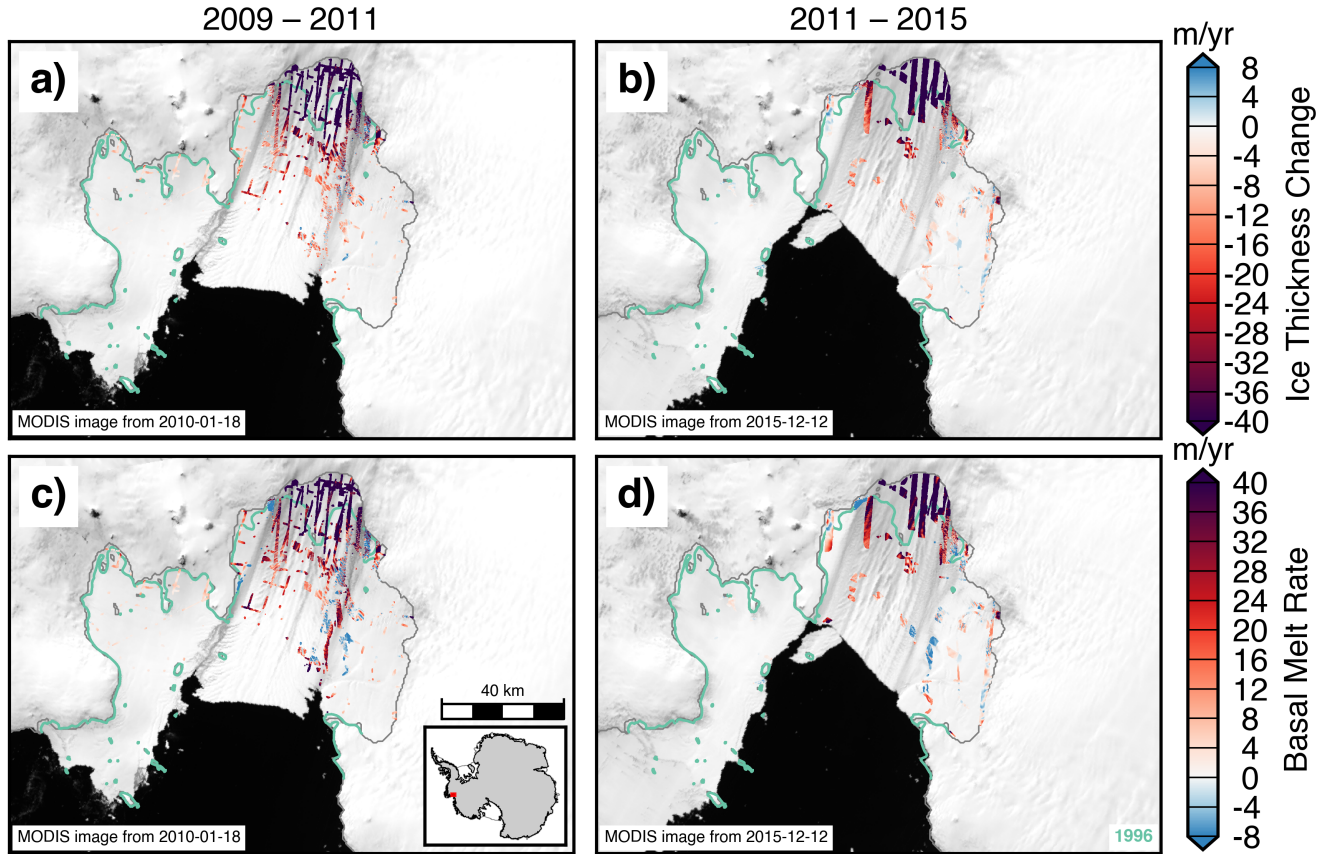 2009 – 2011
2011 – 2015
a)
b)
m/yr
8
4
0
-4
-8
-12
-16
-20
-24
-28
-32
-36
-40
Ice Thickness Change
MODIS image from 2010-01-18
MODIS image from 2015-12-12
c)
d)
m/yr
40
36
32
28
24
20
16
12
8
4
0
-4
-8
Basal Melt Rate
40 km
MODIS image from 2010-01-18
MODIS image from 2015-12-12
1996